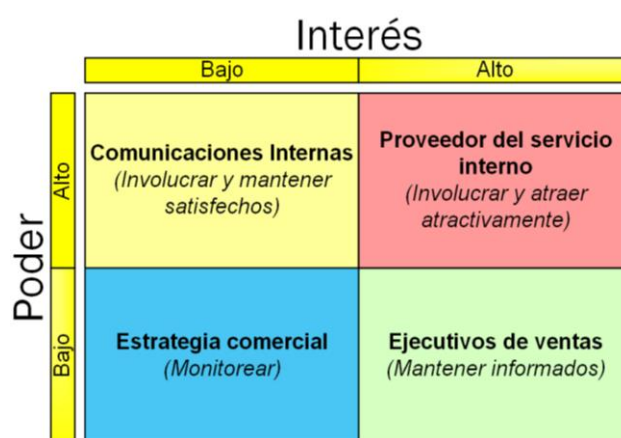 Interés
Bajo
Alto
Poder
Alto
Comunicaciones Internas
(Involucrar y mantener
satisfechos)
Proveedor del servicio
interno
(Involucrar y atraer
atractivamente)
Bajo
Estrategia comercial
(Monitorear)
Ejecutivos de ventas
(Mantener informados)